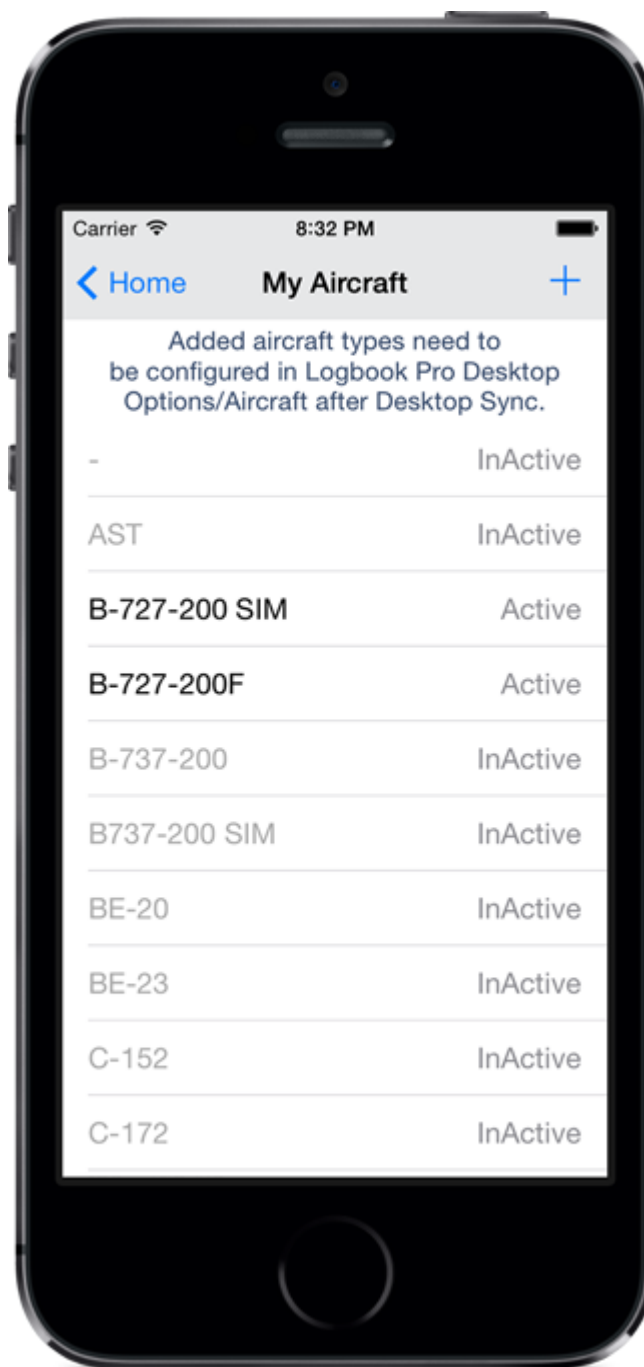 Carrier 8:32 PM
Home My Aircraft +
Added aircraft types need to
be configured in Logbook Pro Desktop
Options/Aircraft after Desktop Sync.
- InActive
AST InActive
B-727-200 SIM Active
B-727-200F Active
B-737-200 InActive
B737-200 SIM InActive
BE-20 InActive
BE-23 InActive
C-152 InActive
C-172 InActive